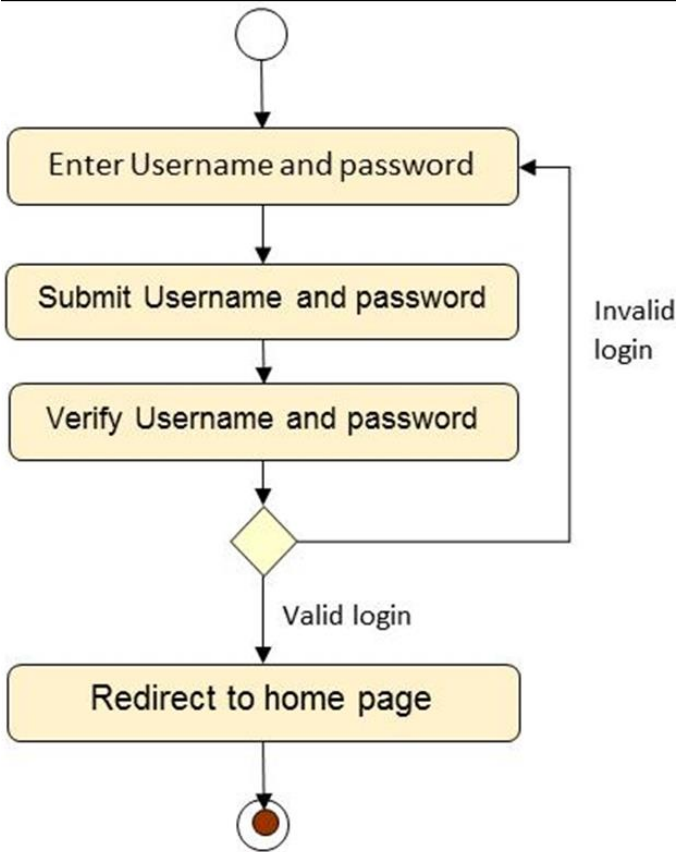 Enter Username and password
Submit Username and password
Invalid
login
Verify Username and password
Valid login
Redirect to home page